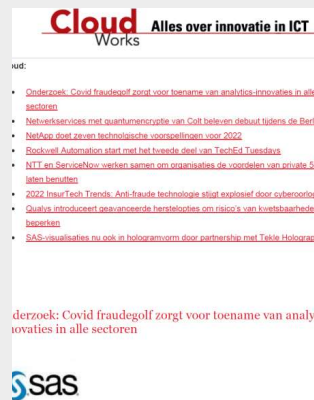 Cloud Works Alles over innovatie in ICT
oud:
Onderzoek: Covid fraudegolf zorgt voor toename van analytics-innovaties in alle
sectoren
Netwerkservices met quantumencryptie van Colt beleven debuut tijdens de Berl
NetApp doet zeven technolgische voorspellingen voor 2022
Rockwell Automation start met het tweede deel van TechEd Tuesdays
NTT en ServiceNow werken samen om organisaties de voordelen van private 5
laten benutten
2022 InsurTech Trends: Anti-fraude technologie stijgt explosief door cyberoorlog
Qualys introduceert geavanceerde herstelopties om risico's van kwetsbaarhede
beperken
SAS-visualisaties nu ook in hologramvorm door partnership met Tekle Holograp
nderzoek: Covid fraudegolf zorgt voor toename van analy
novaties in alle sectoren
sas